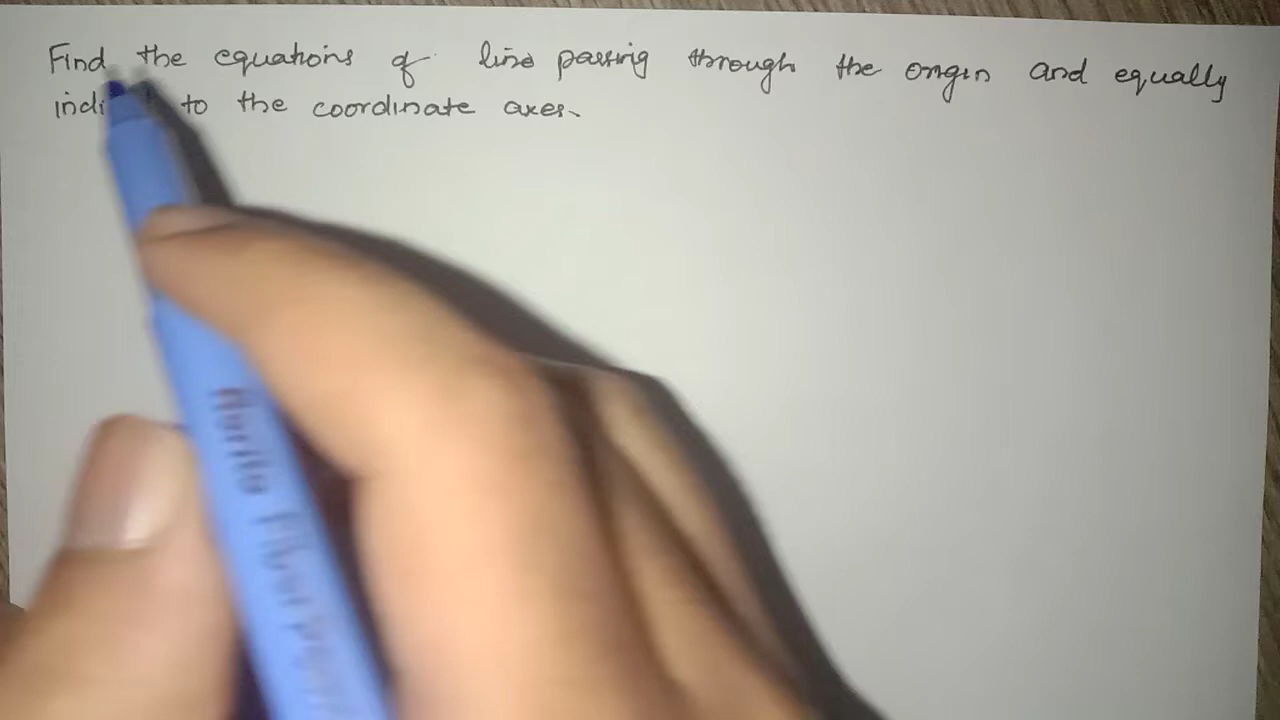 Find the equations of line passing through the origin and equally
to the coordinate axes.